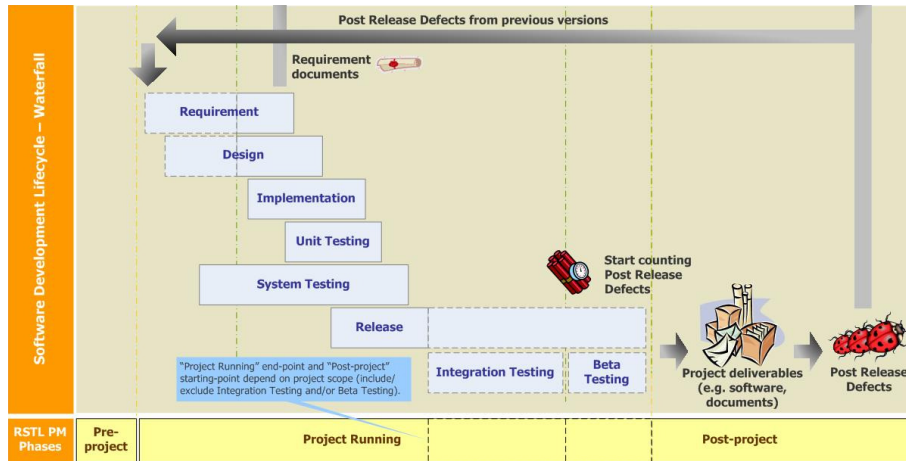 Software Development Lifecycle – Waterfall
Post Release Defects from previous versions
Requirement
documents
Requirement
Design
Implementation
Unit Testing
System Testing
Start counting
Post Release
Defects
Release
"Project Running" end-point and "Post-project"
starting-point depend on project scope (include/
exclude Integration Testing and/or Beta Testing).
Integration Testing
Beta
Testing
Project deliverables
(e.g. software,
documents)
Post Release
Defects
RSTL PM
Phases
Pre-
project
Project Running
Post-project